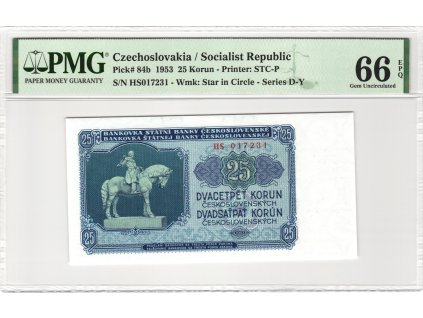 PMG
PAPER MONEY GUARANTY
Czechoslovakia / Socialist Republic
Pick# 84b 1953 25 Korun - Printer: STC-P
S/N HS017231 - Wmk: Star in Circle - Series D-Y
66
EPQ
Gem Uncirculated
BANKOVKA STÁTNÍ BANKY ČESKOSLOVENSKÉ
BANKOVKA ŠTÁTNEJ BANKY ČESKOSLOVENSKEJ
25
HS 017231
25
DVACETPĚT KORUN
ČESKOSLOVENSKÝCH
DVADSAŤPÄŤ KORÚN
ČESKOSLOVENSKÝCH
25
25